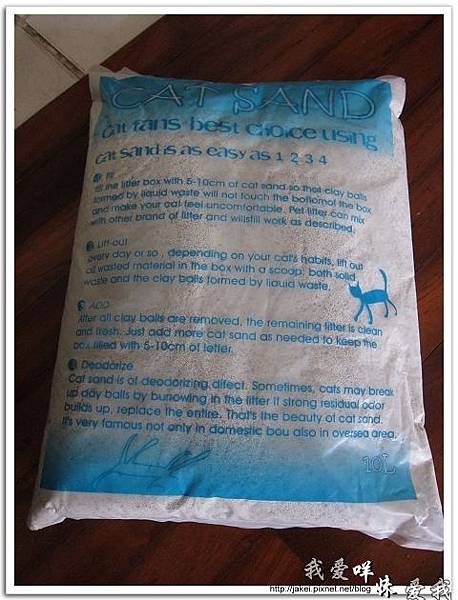 CAT SAND
Cat fans' best choice using
cat sand is as easy as 1 2 3 4
1 Fill
fill the litter box with 5-10cm of cat sand so that clay balls
formed by liquid waste will not touch the bottomof the box
and make your cat feel uncomfortable. Pet litter can mix
with other brand of litter and willstill work as described.
2 Lift-out
every day or so , depending on your cat's habits, lift out
all wasted material in the box with a scoop: both solid
waste and the clay balls formed by liquid waste.
3 ADD
After all clay balls are removed, the remaining litter is clean
and fresh. Just add more cat sand as needed to keep the
box filled with 5-10cm of letter.
4 Deodorize
Cat sand is of deodorizing difect. Sometimes, cats may break
up day balls by burrowing in the litter It strong residual odor
builds up, replace the entire. That's the beauty of cat sand.
It's very famous not only in domestic bou also in oversea area.
10L
我愛咩 咪愛我
http://jakei.pixnet.net/blog